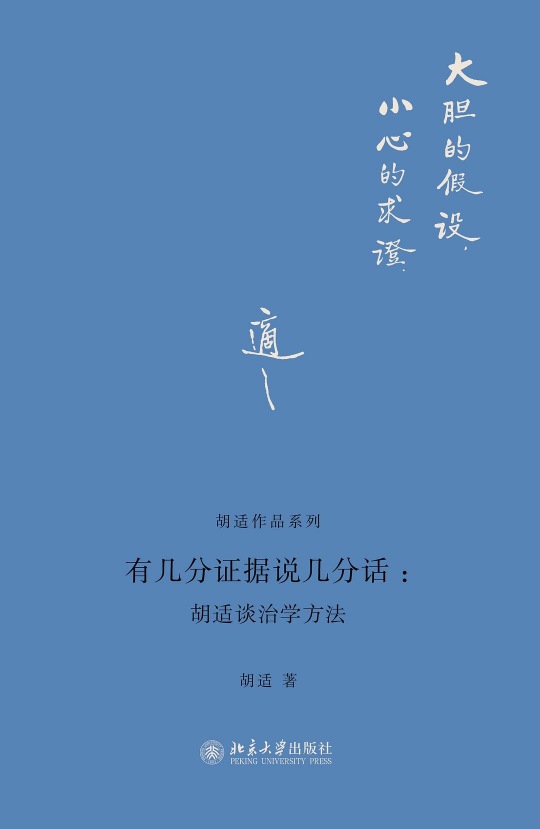 大胆的假设,
小心的求證.
適
胡适作品系列
有几分证据说几分话：
胡适谈治学方法
胡适 著
北京大学出版社
PEKING UNIVERSITY PRESS